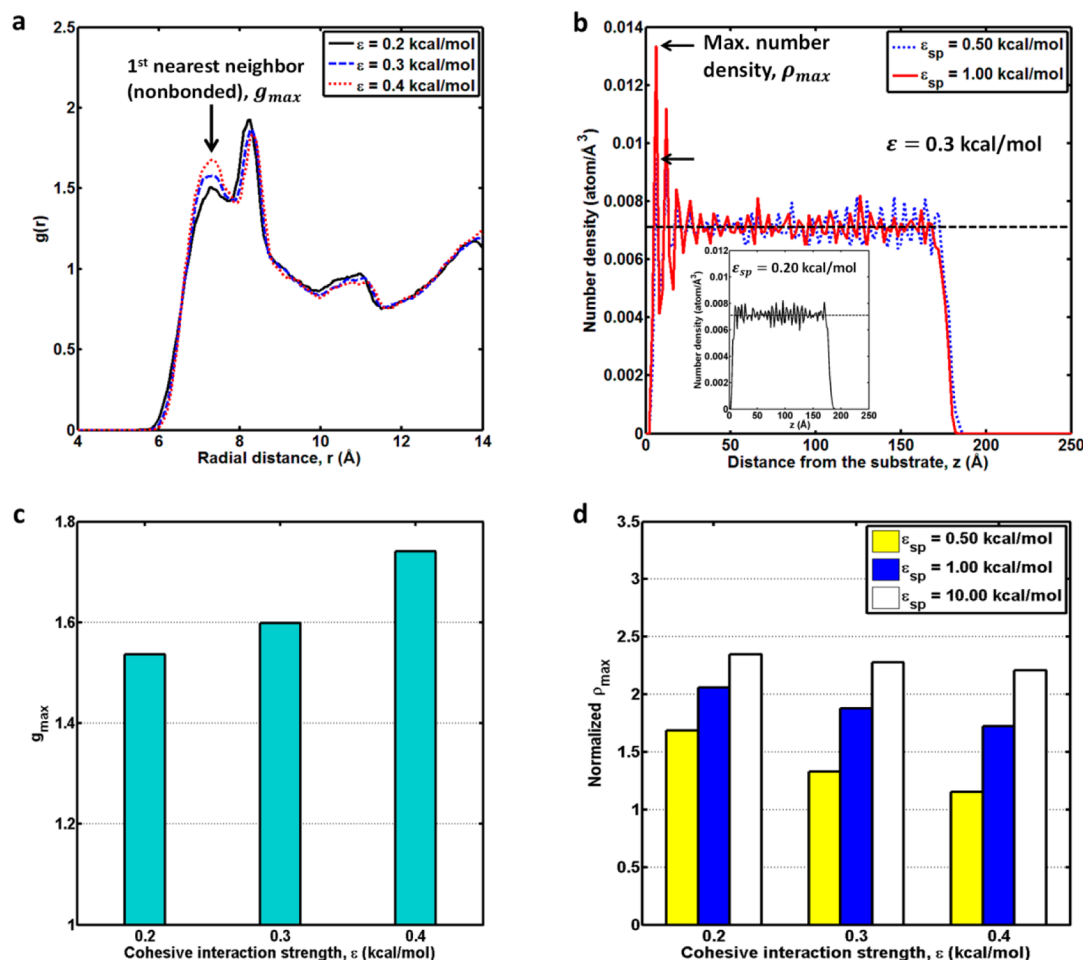 a
2.5
2
1.5
1
0.5
0
g(r)
1st nearest neighbor
(nonbonded), gmax
ε = 0.2 kcal/mol
ε = 0.3 kcal/mol
ε = 0.4 kcal/mol
4 6 8 10 12 14
Radial distance, r (Å)
b
0.014
0.012
0.01
0.008
0.006
0.004
0.002
0
Number density (atom/Å3)
Max. number
density, ρmax
εsp = 0.50 kcal/mol
εsp = 1.00 kcal/mol
ε = 0.3 kcal/mol
0.012
0.010
0.008
0.006
0.004
0.002
0
Number density (atom/Å3)
εsp = 0.20 kcal/mol
0 50 100 150 200 250
z (Å)
0 50 100 150 200 250
Distance from the substrate, z (Å)
c
1.8
1.6
1.4
1.2
1
gmax
0.2 0.3 0.4
Cohesive interaction strength, ε (kcal/mol)
d
3.5
3
2.5
2
1.5
1
0.5
0
Normalized ρmax
εsp = 0.50 kcal/mol
εsp = 1.00 kcal/mol
εsp = 10.00 kcal/mol
0.2 0.3 0.4
Cohesive interaction strength, ε (kcal/mol)